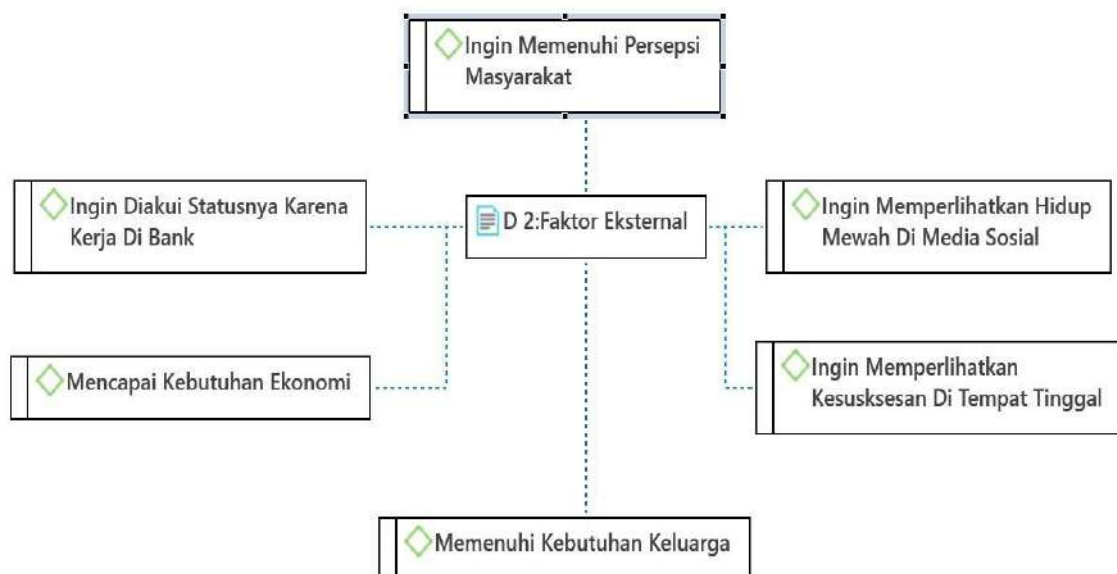 Ingin Memenuhi Persepsi
Masyarakat
Ingin Diakui Statusnya Karena
Kerja Di Bank
D 2:Faktor Eksternal
Ingin Memperlihatkan Hidup
Mewah Di Media Sosial
Mencapai Kebutuhan Ekonomi
Ingin Memperlihatkan
Kesusksesan Di Tempat Tinggal
Memenuhi Kebutuhan Keluarga